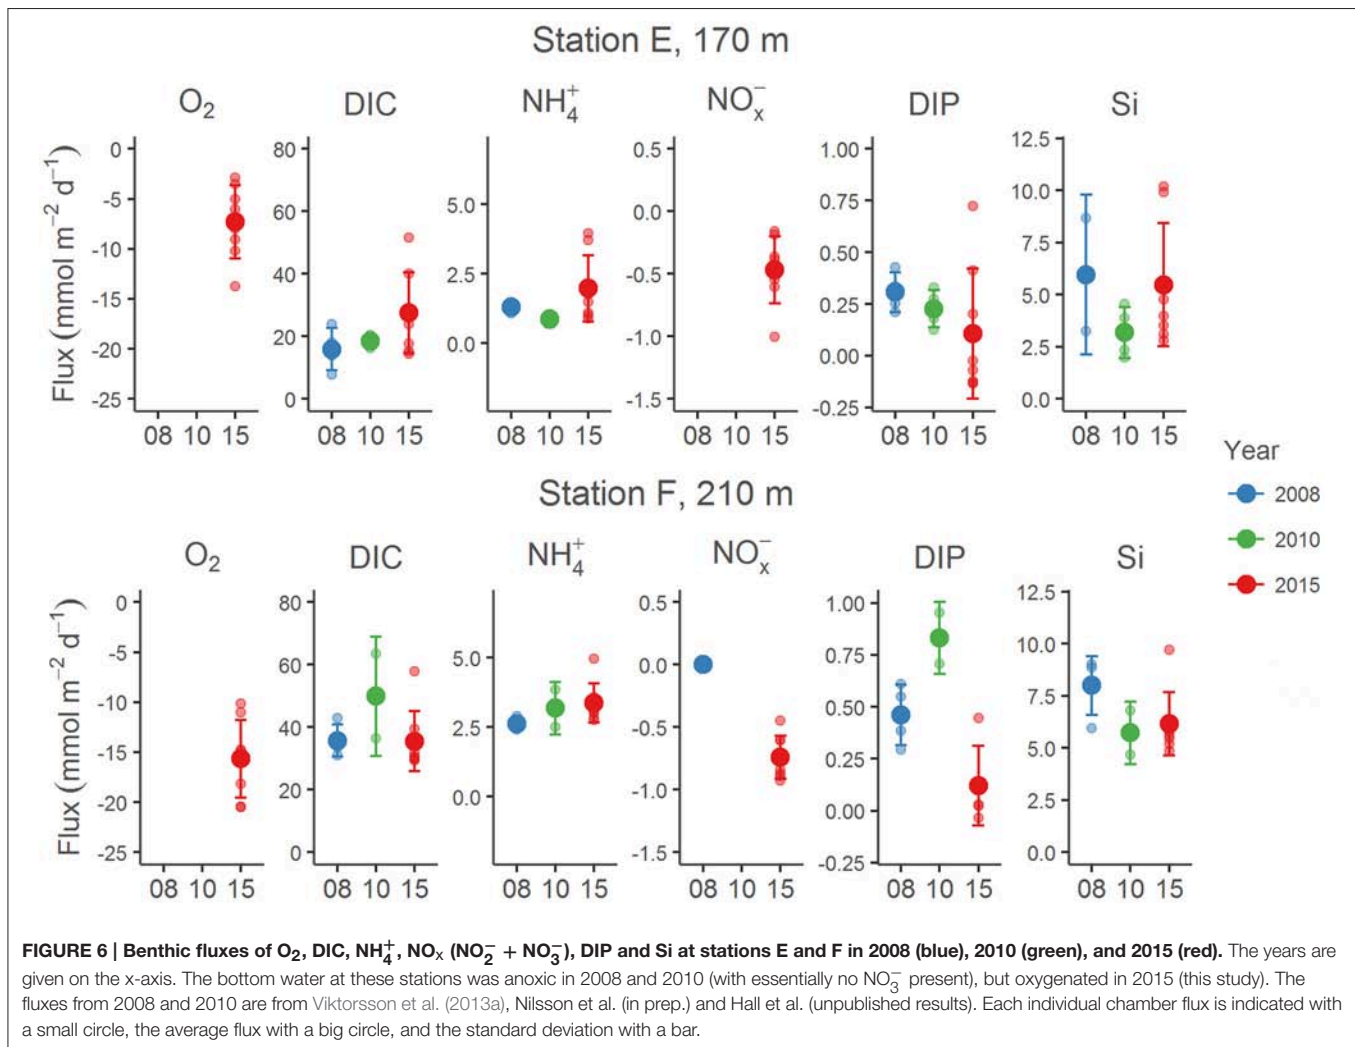 Station E, 170 m
O₂ DIC NH₄⁺ NOₓ⁻ DIP Si
Flux (mmol m⁻² d⁻¹)
0 -5 -10 -15 -20 -25
80 60 40 20 0
5.0 2.5 0.0
0.5 0.0 -0.5 -1.0 -1.5
1.00 0.75 0.50 0.25 0.00 -0.25
12.5 10.0 7.5 5.0 2.5 0.0
08 10 15 08 10 15 08 10 15 08 10 15 08 10 15 08 10 15
Station F, 210 m
O₂ DIC NH₄⁺ NOₓ⁻ DIP Si
Flux (mmol m⁻² d⁻¹)
0 -5 -10 -15 -20 -25
80 60 40 20 0
5.0 2.5 0.0
0.5 0.0 -0.5 -1.0 -1.5
1.00 0.75 0.50 0.25 0.00 -0.25
12.5 10.0 7.5 5.0 2.5 0.0
08 10 15 08 10 15 08 10 15 08 10 15 08 10 15 08 10 15
Year
2008
2010
2015
FIGURE 6 | Benthic fluxes of O₂, DIC, NH₄⁺, NOₓ (NO₂⁻ + NO₃⁻), DIP and Si at stations E and F in 2008 (blue), 2010 (green), and 2015 (red). The years are
given on the x-axis. The bottom water at these stations was anoxic in 2008 and 2010 (with essentially no NO₃⁻ present), but oxygenated in 2015 (this study). The
fluxes from 2008 and 2010 are from Viktorsson et al. (2013a), Nilsson et al. (in prep.) and Hall et al. (unpublished results). Each individual chamber flux is indicated with
a small circle, the average flux with a big circle, and the standard deviation with a bar.